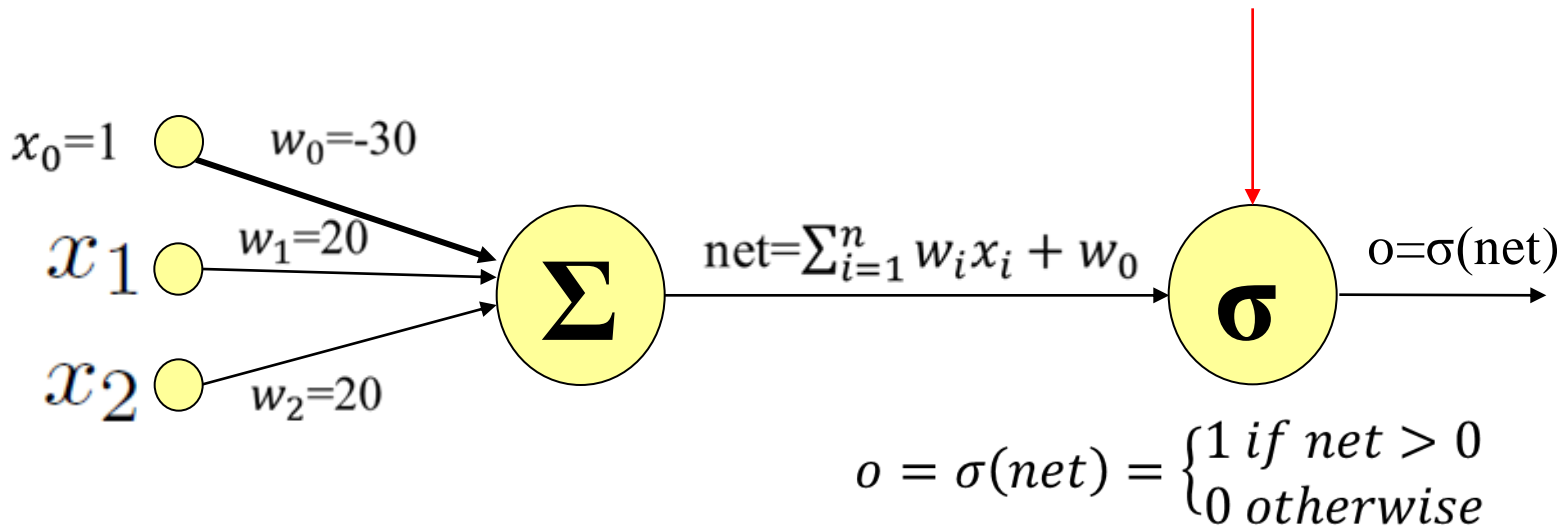 x₀=1
w₀=-30
x₁
w₁=20
x₂
w₂=20
Σ
net=∑ⁿᵢ₌₁ wᵢxᵢ + w₀
σ
o=σ(net)
o = σ(net) = {1 if net > 0
0 otherwise